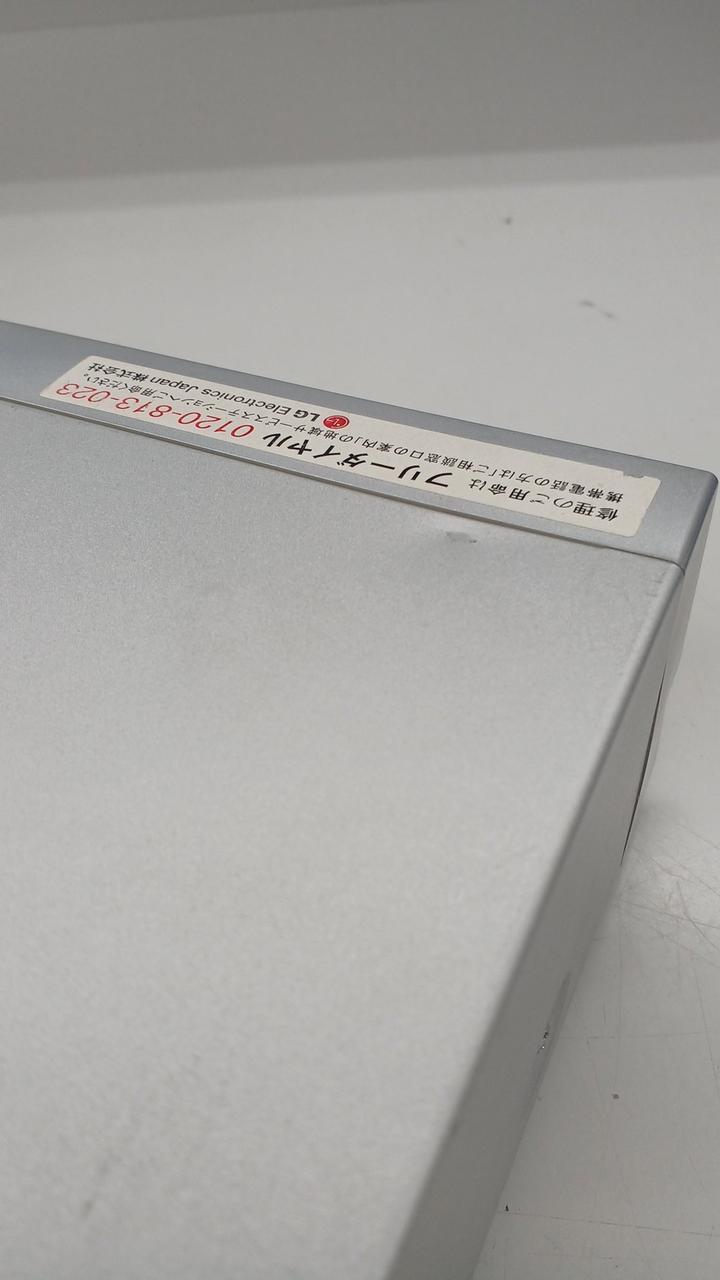 修理のご用命は フリーダイヤル 0120-813-023
携帯電話の方は「ご相談窓口の案内」の地域サービスステーションへご用命ください。
LG Electronics Japan 株式会社